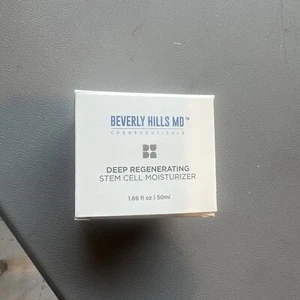 BEVERLY HILLS MD™
COSMECEUTICALS
DEEP REGENERATING
STEM CELL MOISTURIZER
1.69 fl oz | 50ml